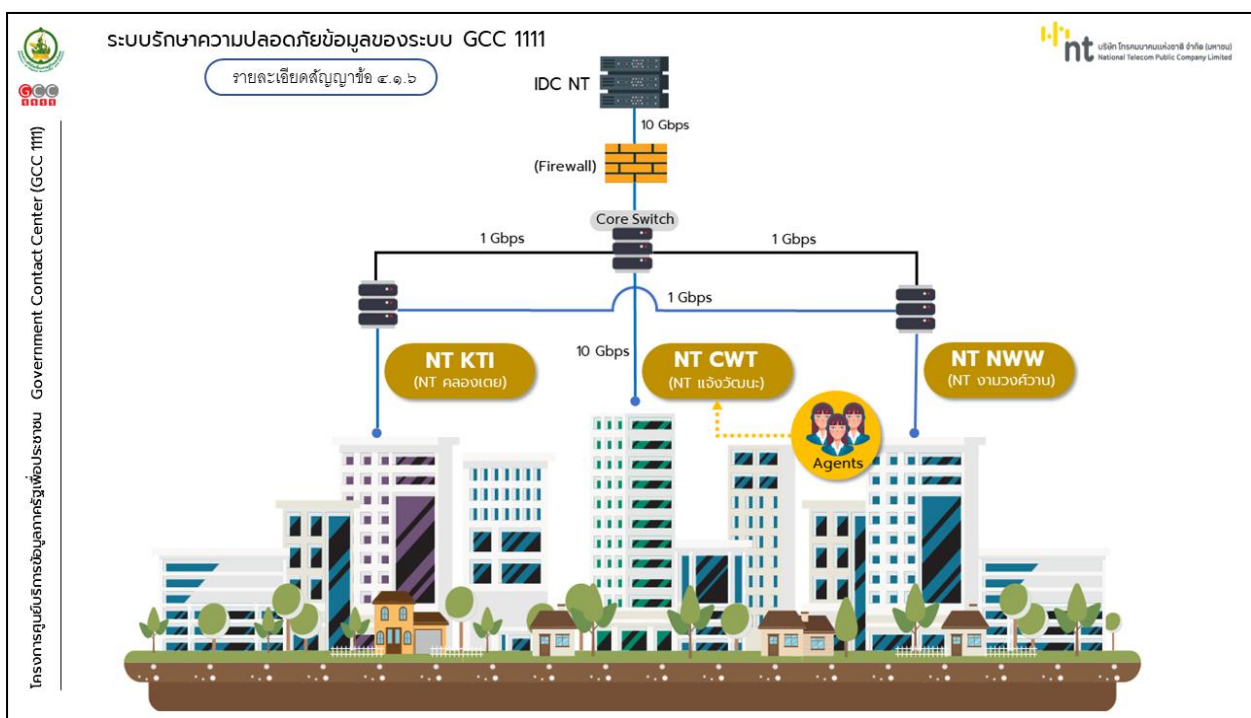 ระบบรักษาความปลอดภัยข้อมูลของระบบ GCC 1111
รายละเอียดสัญญาข้อ ๔.๑.๖
nt บริษัท โทรคมนาคมแห่งชาติ จำกัด (มหาชน)
National Telecom Public Company Limited
GCC
1111
โครงการศูนย์บริการข้อมูลภาครัฐเพื่อประชาชน Government Contact Center (GCC 1111)
IDC NT
10 Gbps
(Firewall)
Core Switch
1 Gbps
1 Gbps
1 Gbps
10 Gbps
NT KTI
(NT คลองเตย)
NT CWT
(NT แจ้งวัฒนะ)
NT NWW
(NT งามวงศ์วาน)
Agents